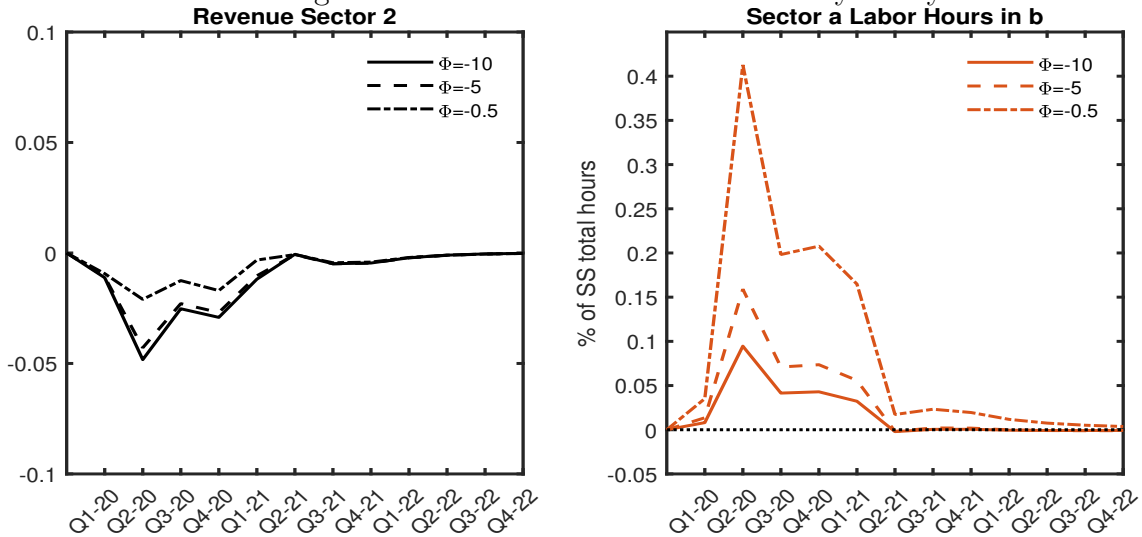 Revenue Sector 2
0.1
0.05
0
-0.05
-0.1
Φ=-10
Φ=-5
Φ=-0.5
Q1-20
Q2-20
Q3-20
Q4-20
Q1-21
Q2-21
Q3-21
Q4-21
Q1-22
Q2-22
Q3-22
Q4-22
Sector a Labor Hours in b
% of SS total hours
0.4
0.35
0.3
0.25
0.2
0.15
0.1
0.05
0
-0.05
Φ=-10
Φ=-5
Φ=-0.5
Q1-20
Q2-20
Q3-20
Q4-20
Q1-21
Q2-21
Q3-21
Q4-21
Q1-22
Q2-22
Q3-22
Q4-22